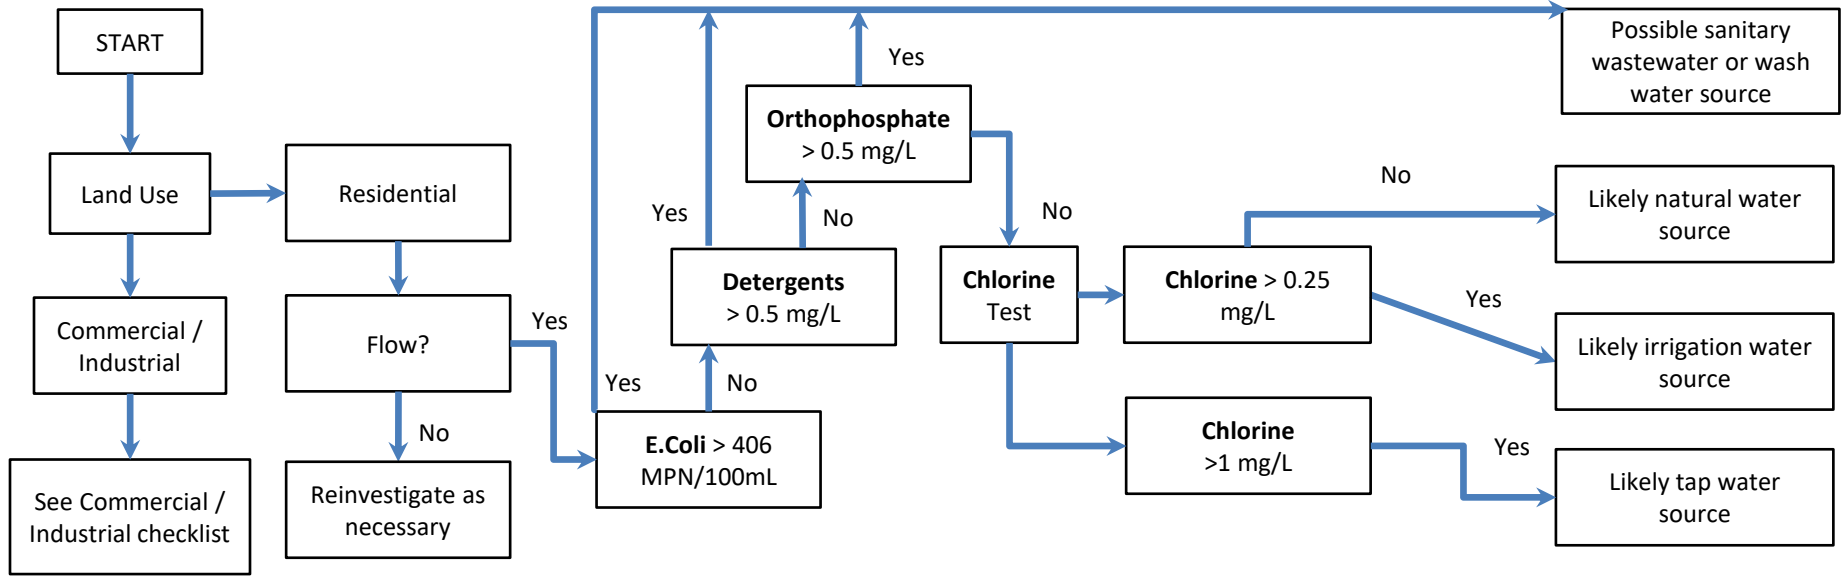 START
Land Use
Commercial /
Industrial
See Commercial /
Industrial checklist
Residential
Flow?
No
Reinvestigate as
necessary
Yes
E.Coli > 406
MPN/100mL
Yes
No
Detergents
> 0.5 mg/L
Yes
No
Orthophosphate
> 0.5 mg/L
Yes
No
Chlorine
Test
Chlorine > 0.25
mg/L
No
Yes
Chlorine
>1 mg/L
Yes
Possible sanitary
wastewater or wash
water source
Likely natural water
source
Likely irrigation water
source
Likely tap water
source